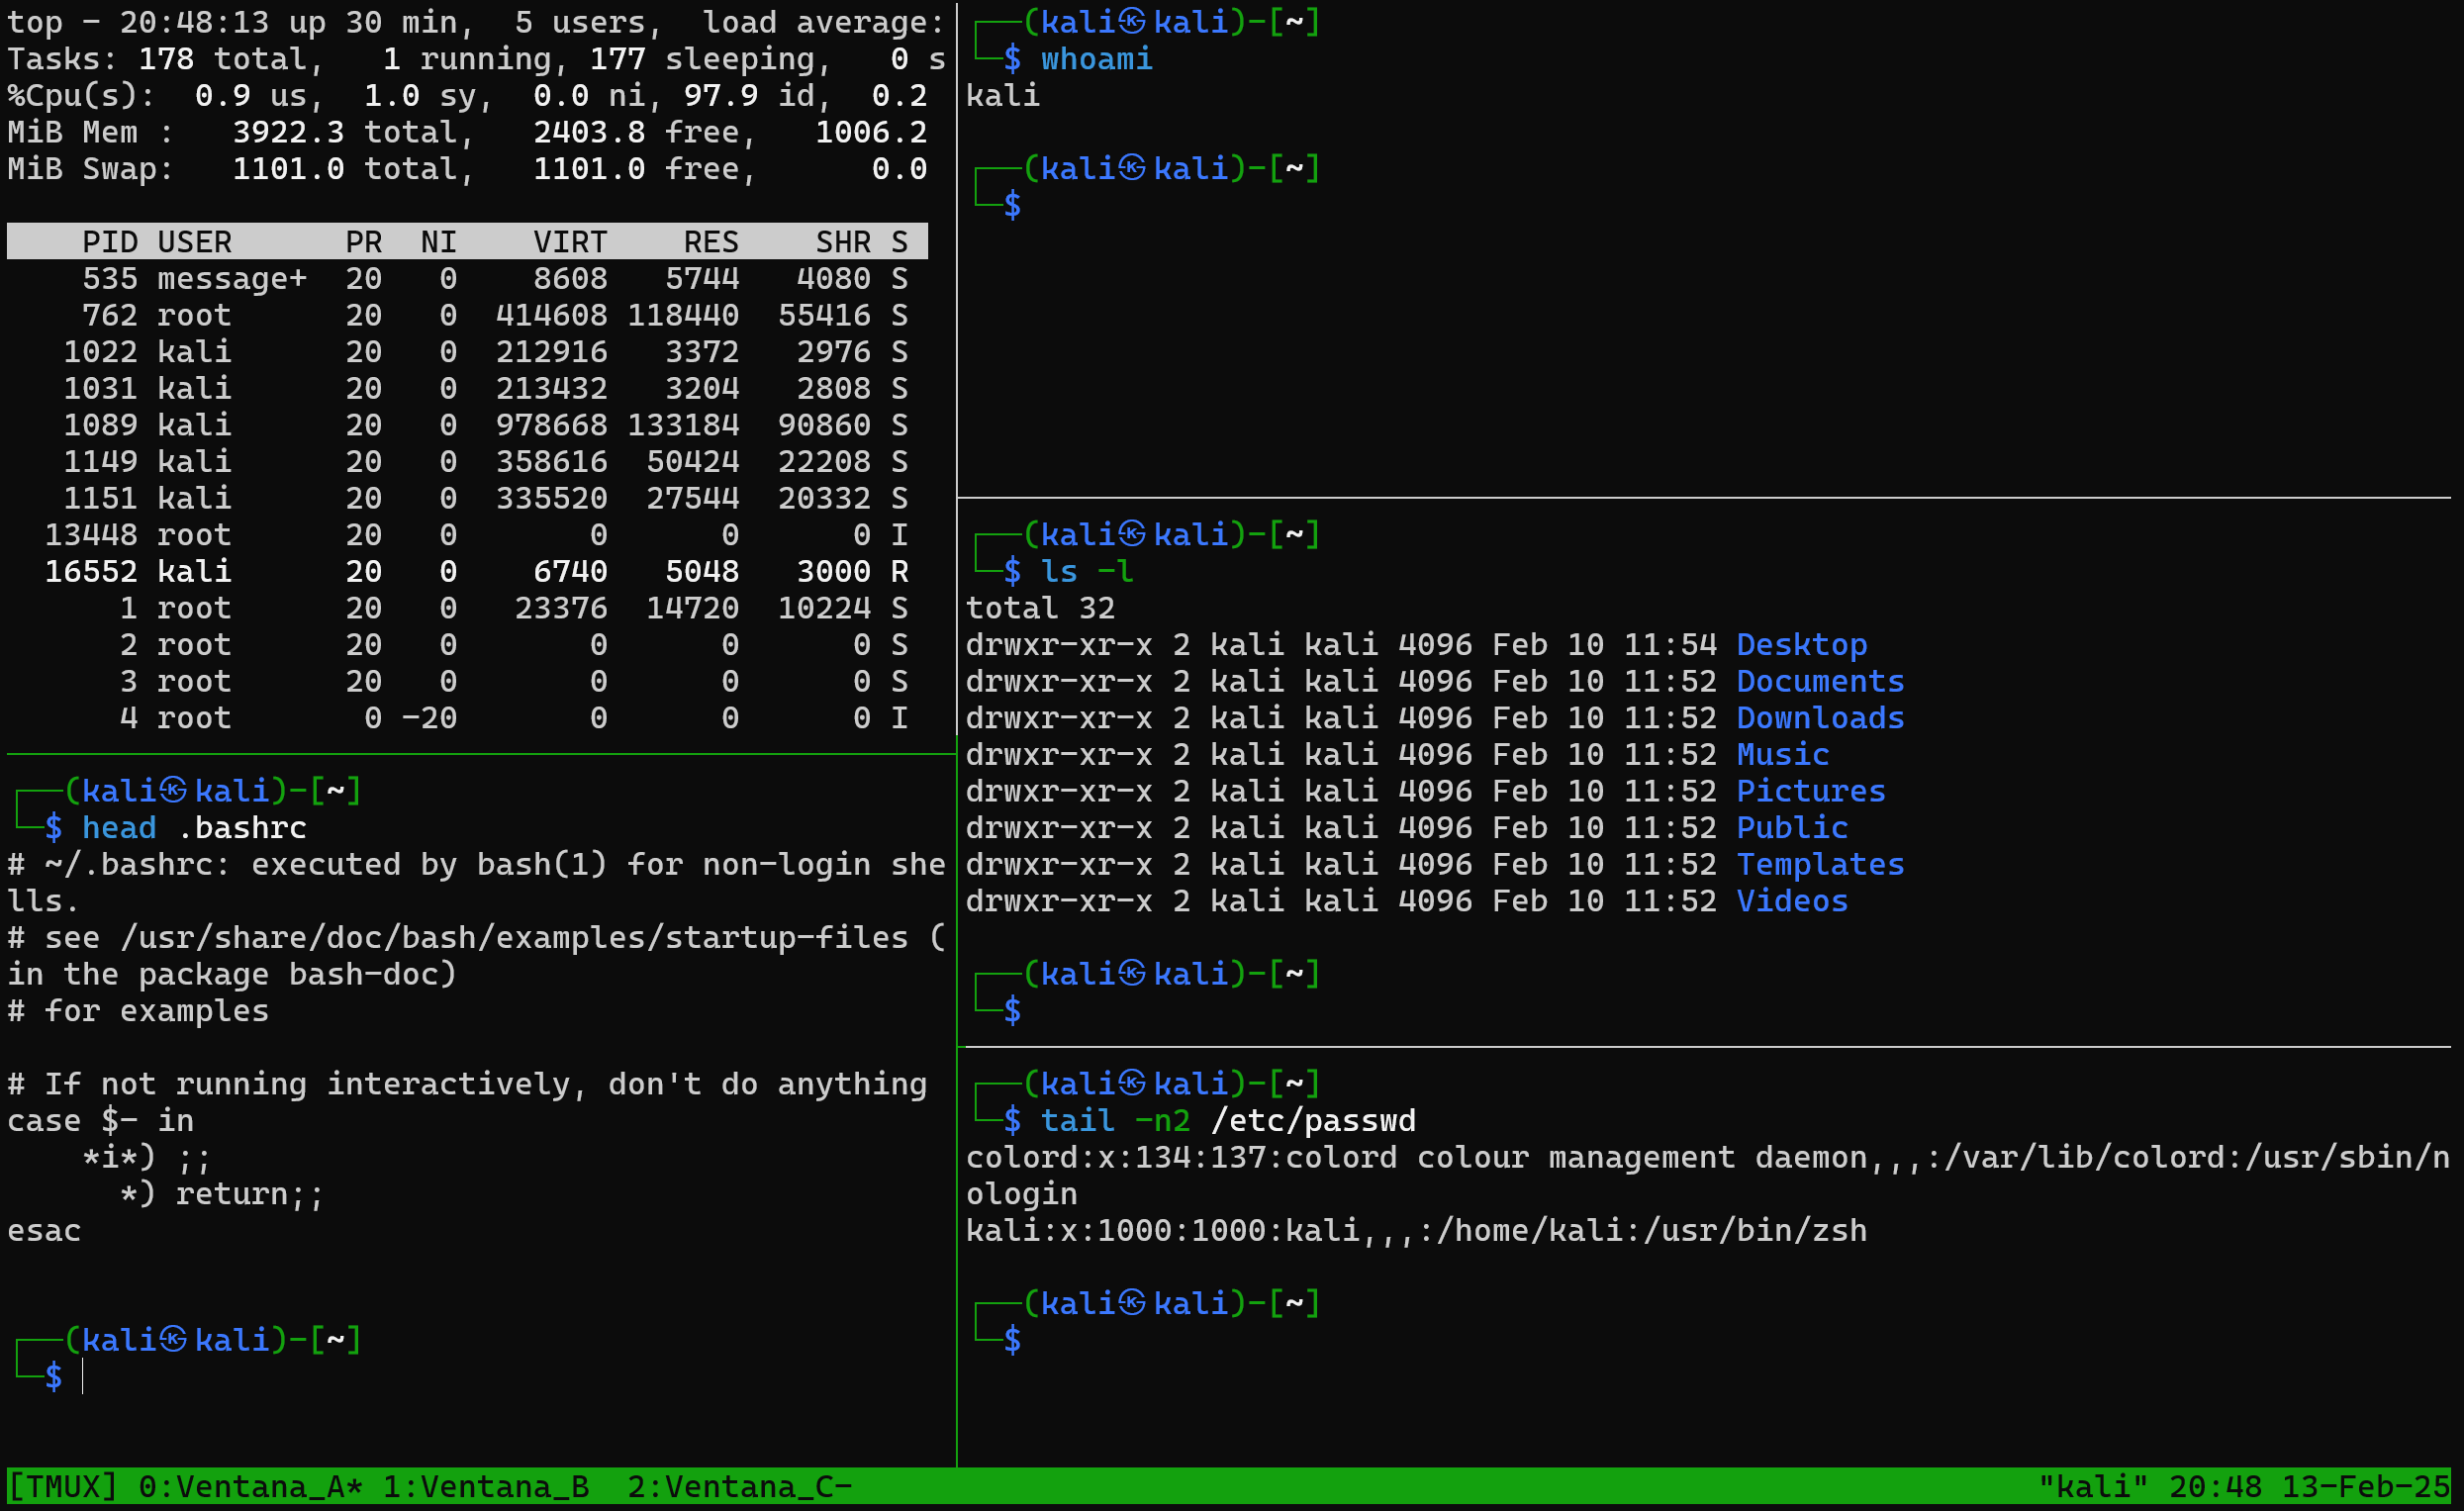 top - 20:48:13 up 30 min,  5 users,  load average:
Tasks: 178 total,   1 running, 177 sleeping,   0 s
%Cpu(s):  0.9 us,  1.0 sy,  0.0 ni, 97.9 id,  0.2
MiB Mem :   3922.3 total,   2403.8 free,   1006.2
MiB Swap:   1101.0 total,   1101.0 free,      0.0
    PID USER      PR  NI    VIRT    RES    SHR S
    535 message+  20   0    8608   5744   4080 S
    762 root      20   0  414608 118440  55416 S
   1022 kali      20   0  212916   3372   2976 S
   1031 kali      20   0  213432   3204   2808 S
   1089 kali      20   0  978668 133184  90860 S
   1149 kali      20   0  358616  50424  22208 S
   1151 kali      20   0  335520  27544  20332 S
  13448 root      20   0       0      0      0 I
  16552 kali      20   0    6740   5048   3000 R
      1 root      20   0   23376  14720  10224 S
      2 root      20   0       0      0      0 S
      3 root      20   0       0      0      0 S
      4 root       0 -20       0      0      0 I
┌──(kali㉿kali)-[~]
└─$ head .bashrc
# ~/.bashrc: executed by bash(1) for non-login she
lls.
# see /usr/share/doc/bash/examples/startup-files (
in the package bash-doc)
# for examples
# If not running interactively, don't do anything
case $- in
    *i*) ;;
      *) return;;
esac
┌──(kali㉿kali)-[~]
└─$
┌──(kali㉿kali)-[~]
└─$ whoami
kali
┌──(kali㉿kali)-[~]
└─$
┌──(kali㉿kali)-[~]
└─$ ls -l
total 32
drwxr-xr-x 2 kali kali 4096 Feb 10 11:54 Desktop
drwxr-xr-x 2 kali kali 4096 Feb 10 11:52 Documents
drwxr-xr-x 2 kali kali 4096 Feb 10 11:52 Downloads
drwxr-xr-x 2 kali kali 4096 Feb 10 11:52 Music
drwxr-xr-x 2 kali kali 4096 Feb 10 11:52 Pictures
drwxr-xr-x 2 kali kali 4096 Feb 10 11:52 Public
drwxr-xr-x 2 kali kali 4096 Feb 10 11:52 Templates
drwxr-xr-x 2 kali kali 4096 Feb 10 11:52 Videos
┌──(kali㉿kali)-[~]
└─$
┌──(kali㉿kali)-[~]
└─$ tail -n2 /etc/passwd
colord:x:134:137:colord colour management daemon,,,:/var/lib/colord:/usr/sbin/n
ologin
kali:x:1000:1000:kali,,,:/home/kali:/usr/bin/zsh
┌──(kali㉿kali)-[~]
└─$
[TMUX] 0:Ventana_A* 1:Ventana_B  2:Ventana_C- "kali" 20:48 13-Feb-25